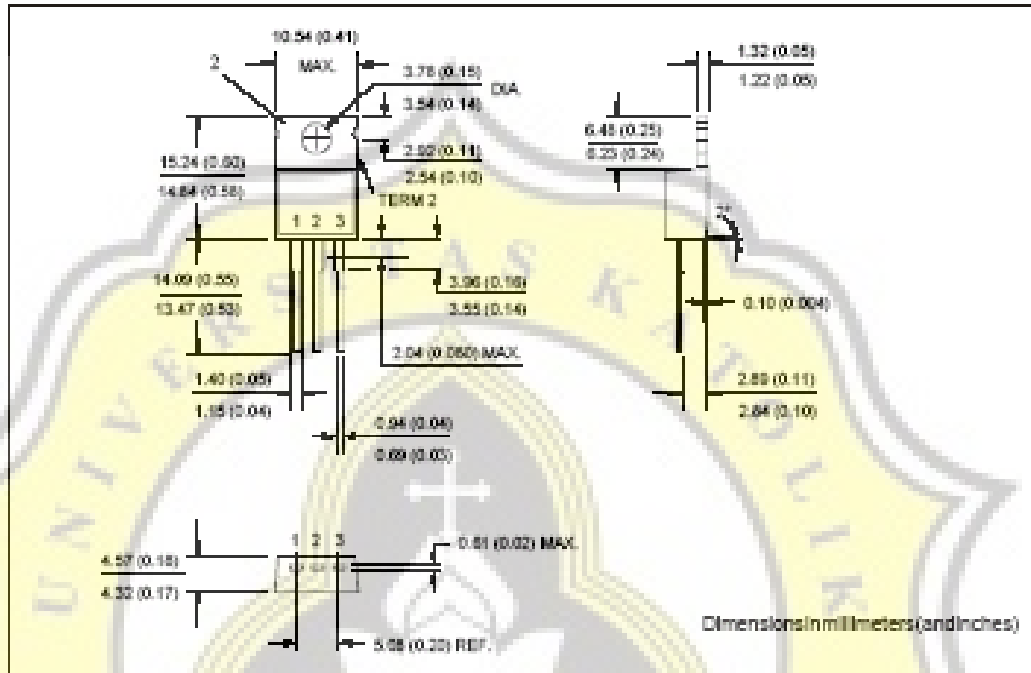 10.54 (0.41)
MAX.
2
3.78 (0.15)
3.54 (0.14)
DIA.
1.32 (0.05)
1.22 (0.05)
6.48 (0.25)
6.23 (0.24)
15.24 (0.60)
14.84 (0.58)
2.92 (0.11)
2.54 (0.10)
TERM 2
1 2 3
2°
14.09 (0.55)
13.47 (0.53)
3.96 (0.16)
3.55 (0.14)
0.10 (0.004)
2.04 (0.080) MAX.
1.40 (0.05)
1.15 (0.04)
2.89 (0.11)
2.64 (0.10)
0.94 (0.04)
0.69 (0.03)
1 2 3
0.61 (0.02) MAX.
4.57 (0.18)
4.32 (0.17)
5.08 (0.20) REF.
Dimensionsinmillimeters(andinches)
UNIVERSITAS KATOLIK